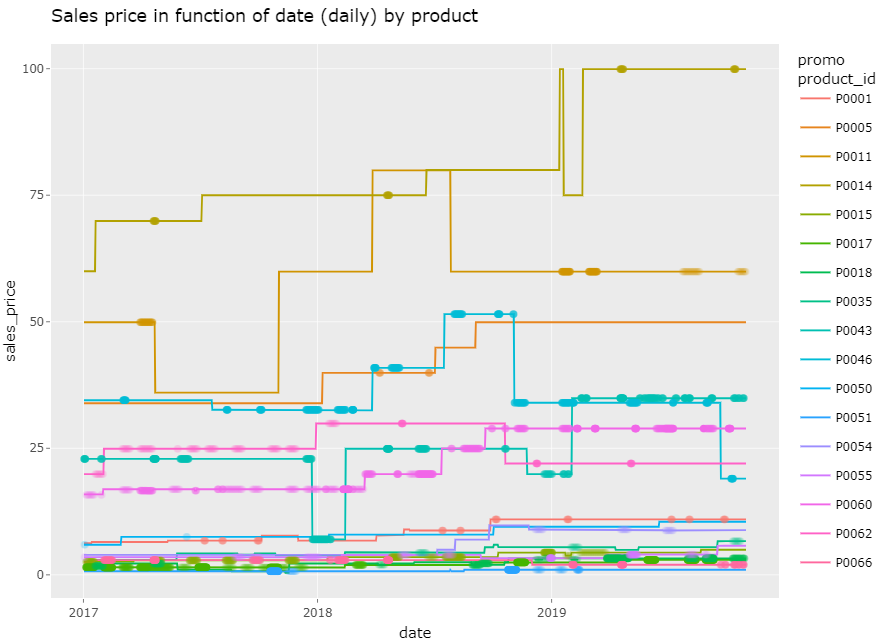 Sales price in function of date (daily) by product
sales_price
100
75
50
25
0
2017
2018
2019
date
promo
product_id
P0001
P0005
P0011
P0014
P0015
P0017
P0018
P0035
P0043
P0046
P0050
P0051
P0054
P0055
P0060
P0062
P0066